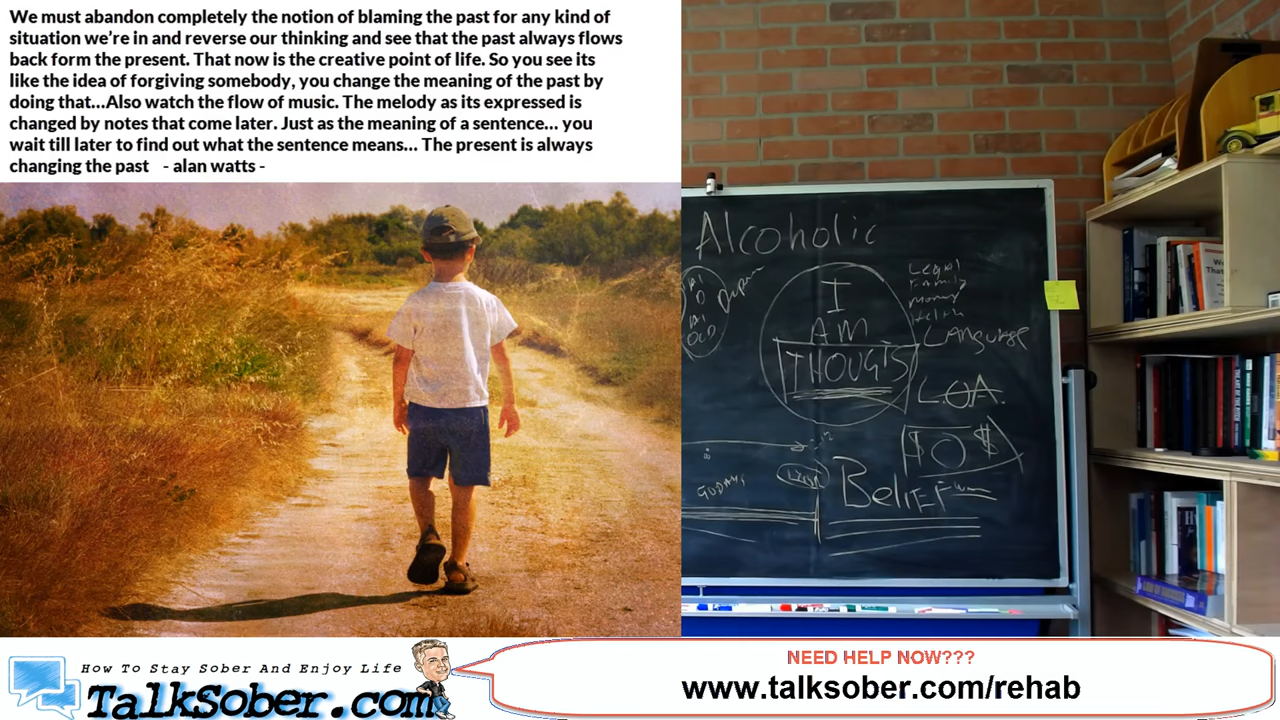 We must abandon completely the notion of blaming the past for any kind of
situation we're in and reverse our thinking and see that the past always flows
back form the present. That now is the creative point of life. So you see its
like the idea of forgiving somebody, you change the meaning of the past by
doing that...Also watch the flow of music. The melody as its expressed is
changed by notes that come later. Just as the meaning of a sentence... you
wait till later to find out what the sentence means... The present is always
changing the past - alan watts -
Alcoholic
I
AM
THOUGTS
Legal
Family
Money
Language
L.O.A.
$ O $
Belief
How To Stay Sober And Enjoy Life
TalkSober.com
NEED HELP NOW???
www.talksober.com/rehab